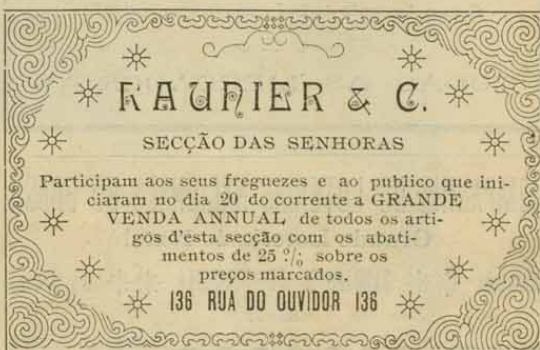 RAUNIER & C.
SECÇÃO DAS SENHORAS
Participam aos seus freguezes e ao publico que ini-
ciaram no dia 20 do corrente a GRANDE
VENDA ANNUAL de todos os arti-
gos d'esta secção com os abati-
mentos de 25 % sobre os
preços marcados.
136 RUA DO OUVIDOR 136